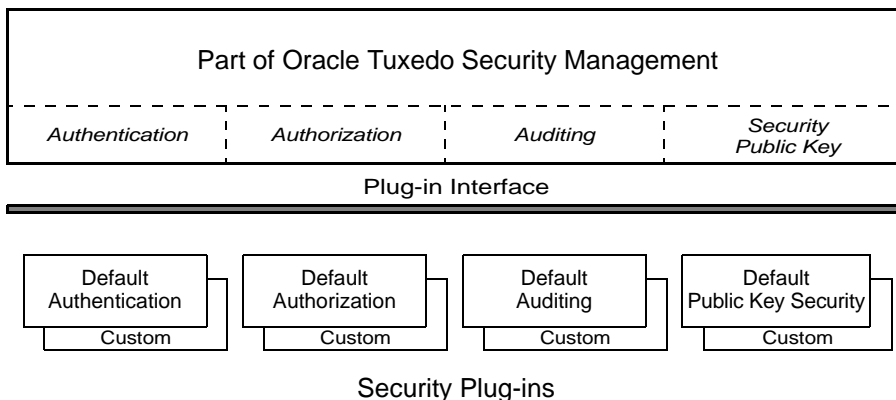 Part of Oracle Tuxedo Security Management
Authentication
Authorization
Auditing
Security
Public Key
Plug-in Interface
Default
Authentication
Custom
Default
Authorization
Custom
Default
Auditing
Custom
Default
Public Key Security
Custom
Security Plug-ins